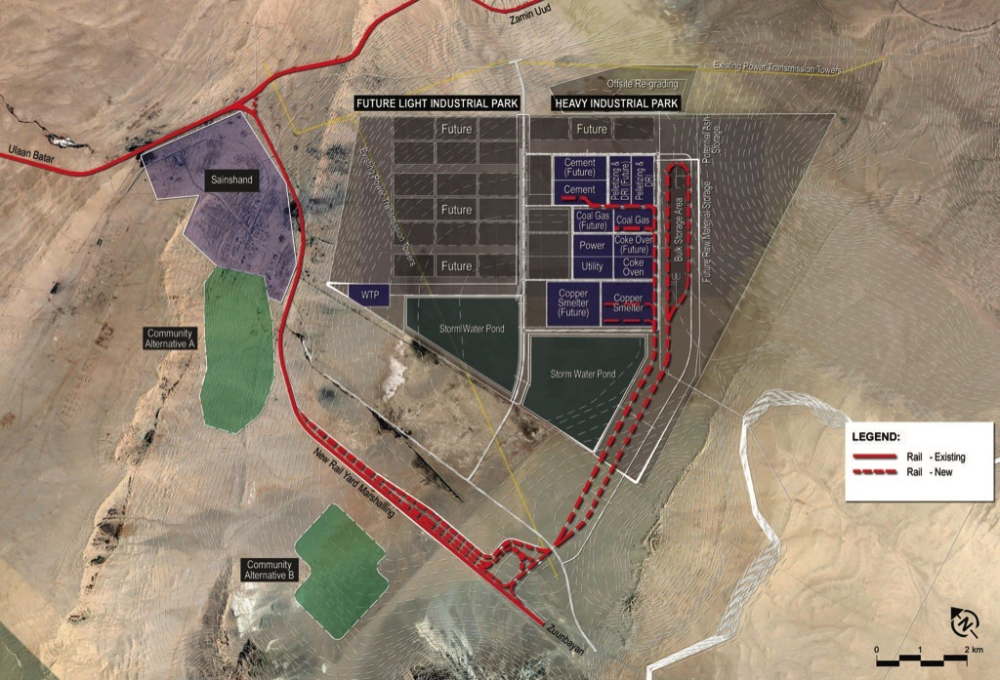 Zamin Uud
Existing Power Transmission Towers
Offsite Re-grading
FUTURE LIGHT INDUSTRIAL PARK
HEAVY INDUSTRIAL PARK
Ulaan Batar
Future
Future
Potential Ash
Storage
Existing Power Transmission Towers
Cement
(Future)
Pelletizing &
DRI (Future)
Pelletizing &
DRI
Sainshand
Cement
Future
Coal Gas
(Future)
Coal Gas
Bulk Storage Area
Future Raw Material Storage
Power
Coke Oven
(Future)
Future
Utility
Coke
Oven
WTP
Copper
Smelter
(Future)
Copper
Smelter
Storm Water Pond
Community
Alternative A
Storm Water Pond
LEGEND:
Rail - Existing
Rail - New
New Rail Yard Marshalling
Community
Alternative B
Zuunbayan
N
0 1 2 km